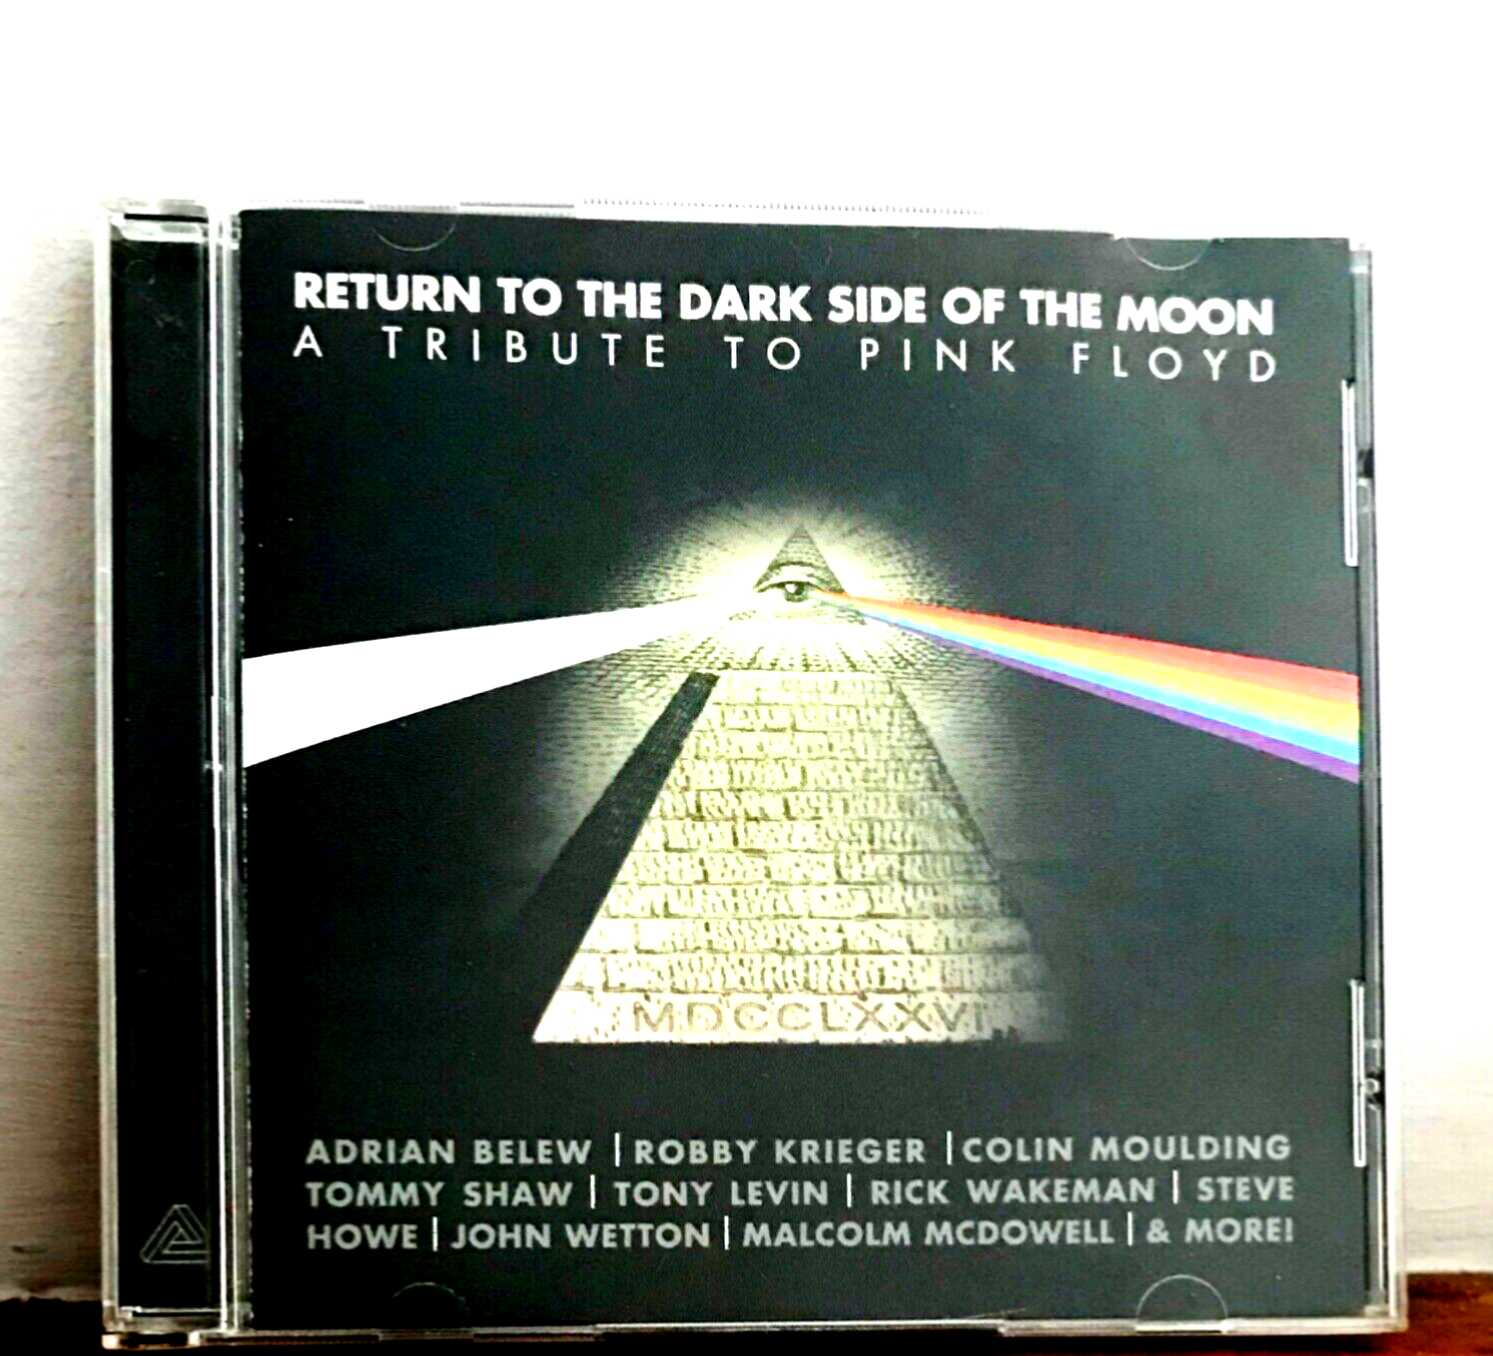 RETURN TO THE DARK SIDE OF THE MOON
A TRIBUTE TO PINK FLOYD
MDCCLXXVI
ADRIAN BELEW | ROBBY KRIEGER | COLIN MOULDING
TOMMY SHAW | TONY LEVIN | RICK WAKEMAN | STEVE
HOWE | JOHN WETTON | MALCOLM MCDOWELL | & MORE!